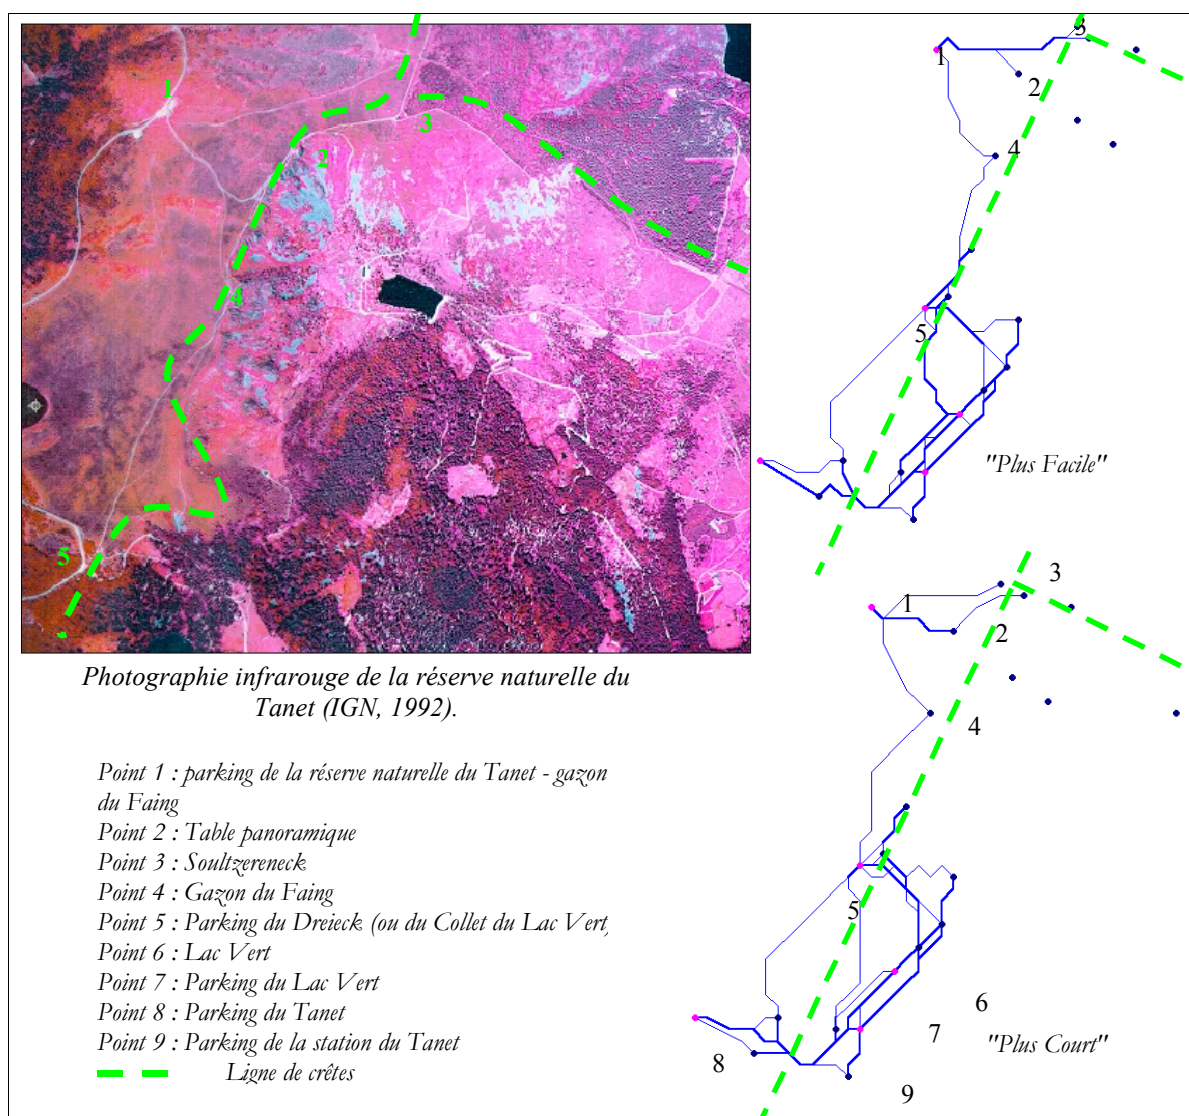 1
2
3
4
5
Photographie infrarouge de la réserve naturelle du
Tanet (IGN, 1992).
Point 1 : parking de la réserve naturelle du Tanet - gazon
du Faing
Point 2 : Table panoramique
Point 3 : Soultzereneck
Point 4 : Gazon du Faing
Point 5 : Parking du Dreieck (ou du Collet du Lac Vert)
Point 6 : Lac Vert
Point 7 : Parking du Lac Vert
Point 8 : Parking du Tanet
Point 9 : Parking de la station du Tanet
Ligne de crêtes
3
1
2
4
5
"Plus Facile"
3
1
2
4
5
6
7
"Plus Court"
8
9